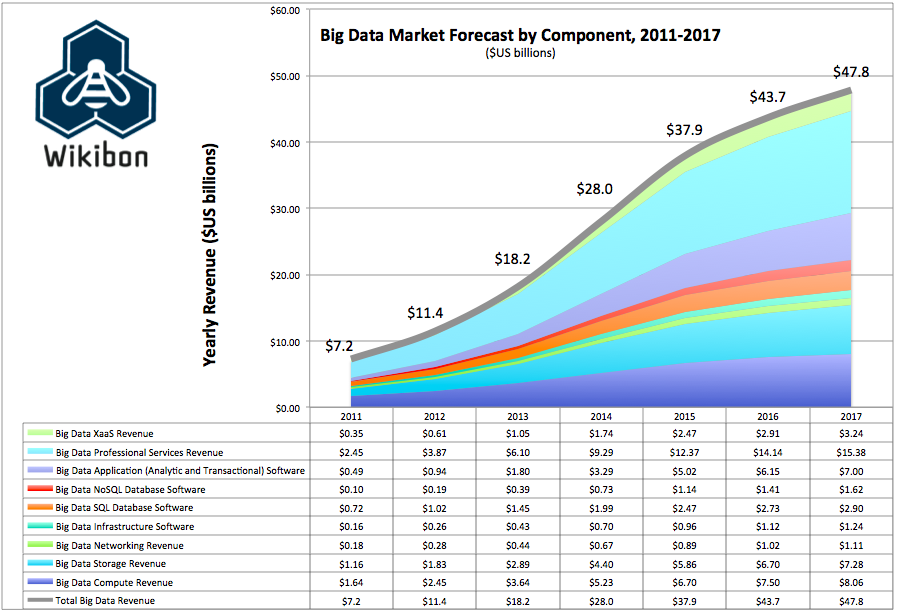 Big Data Market Forecast by Component, 2011-2017
($US billions)
Wikibon
Yearly Revenue ($US billions)
$60.00
$50.00
$40.00
$30.00
$20.00
$10.00
$0.00
$7.2
$11.4
$18.2
$28.0
$37.9
$43.7
$47.8
2011 2012 2013 2014 2015 2016 2017
Big Data XaaS Revenue $0.35 $0.61 $1.05 $1.74 $2.47 $2.91 $3.24
Big Data Professional Services Revenue $2.45 $3.87 $6.10 $9.29 $12.37 $14.14 $15.38
Big Data Application (Analytic and Transactional) Software $0.49 $0.94 $1.80 $3.29 $5.02 $6.15 $7.00
Big Data NoSQL Database Software $0.10 $0.19 $0.39 $0.73 $1.14 $1.41 $1.62
Big Data SQL Database Software $0.72 $1.02 $1.45 $1.99 $2.47 $2.73 $2.90
Big Data Infrastructure Software $0.16 $0.26 $0.43 $0.70 $0.96 $1.12 $1.24
Big Data Networking Revenue $0.18 $0.28 $0.44 $0.67 $0.89 $1.02 $1.11
Big Data Storage Revenue $1.16 $1.83 $2.89 $4.40 $5.86 $6.70 $7.28
Big Data Compute Revenue $1.64 $2.45 $3.64 $5.23 $6.70 $7.50 $8.06
Total Big Data Revenue $7.2 $11.4 $18.2 $28.0 $37.9 $43.7 $47.8